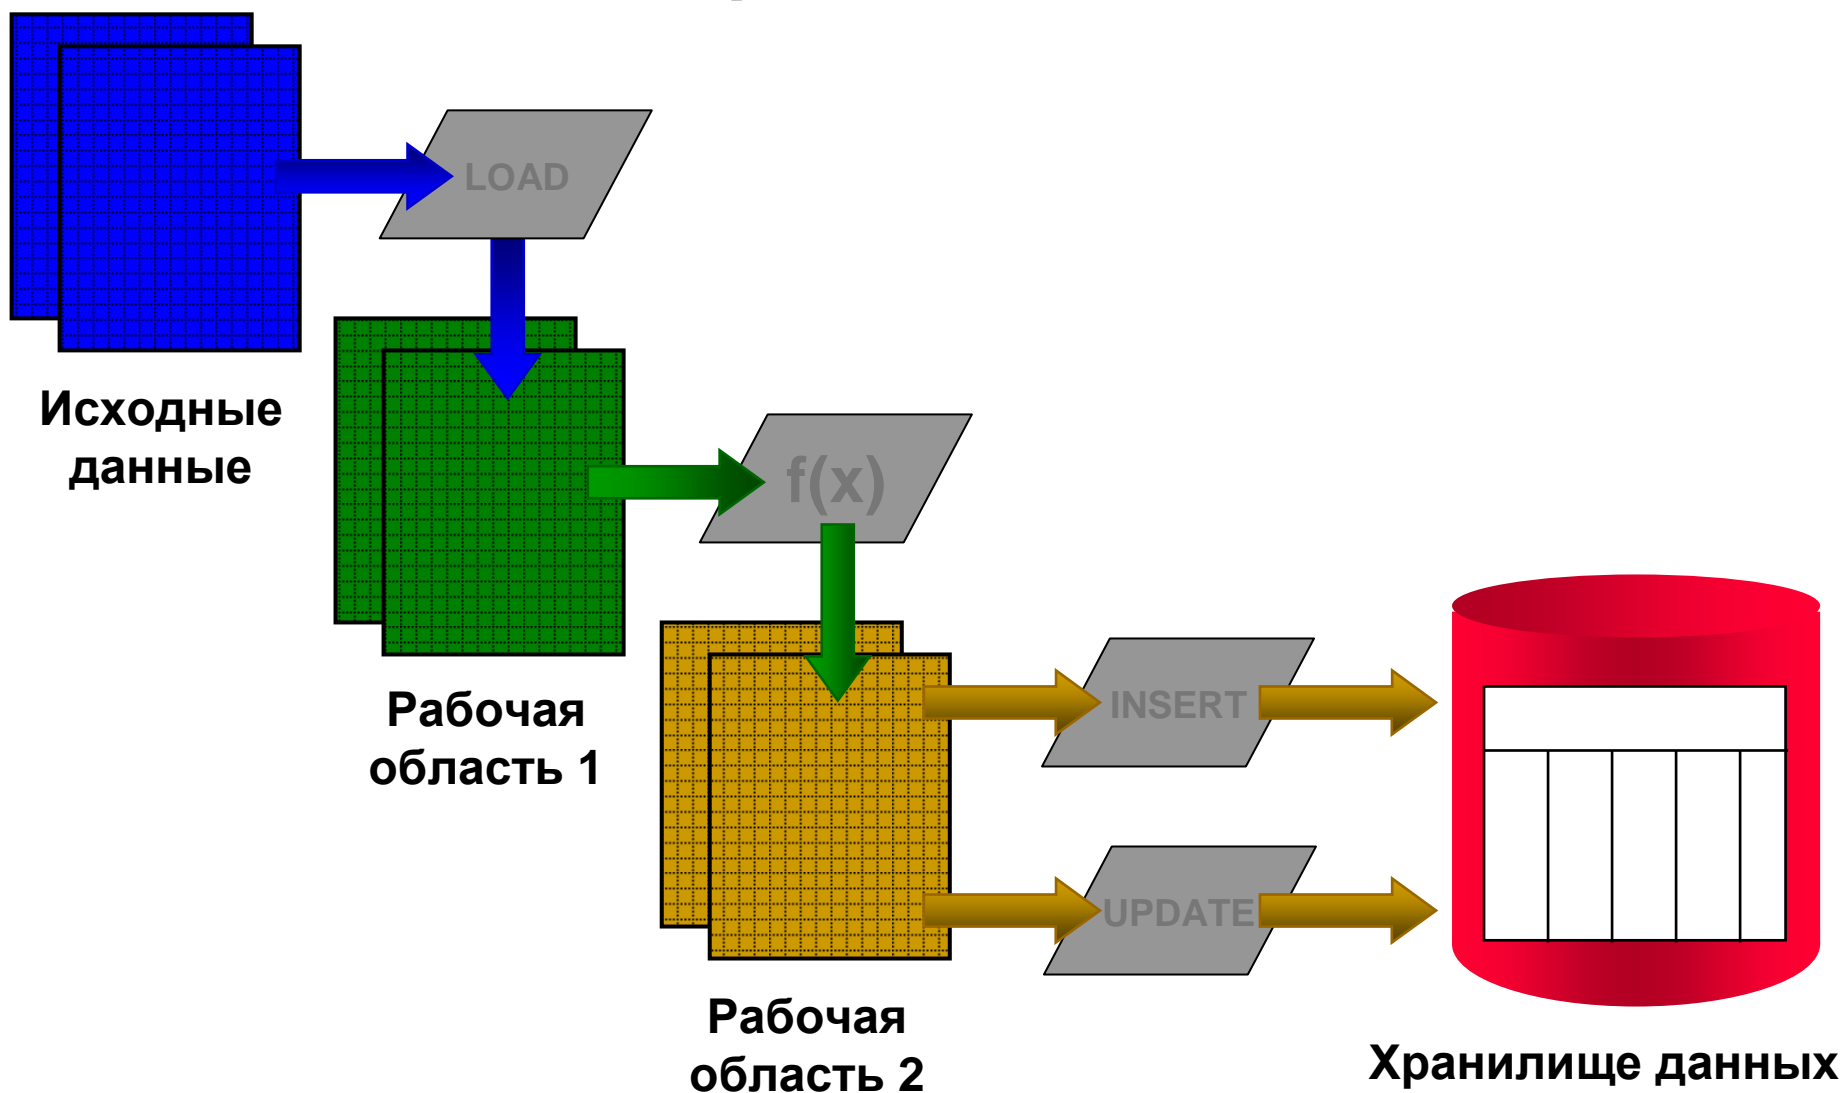 LOAD
Исходные
данные
f(x)
Рабочая
область 1
INSERT
UPDATE
Рабочая
область 2
Хранилище данных